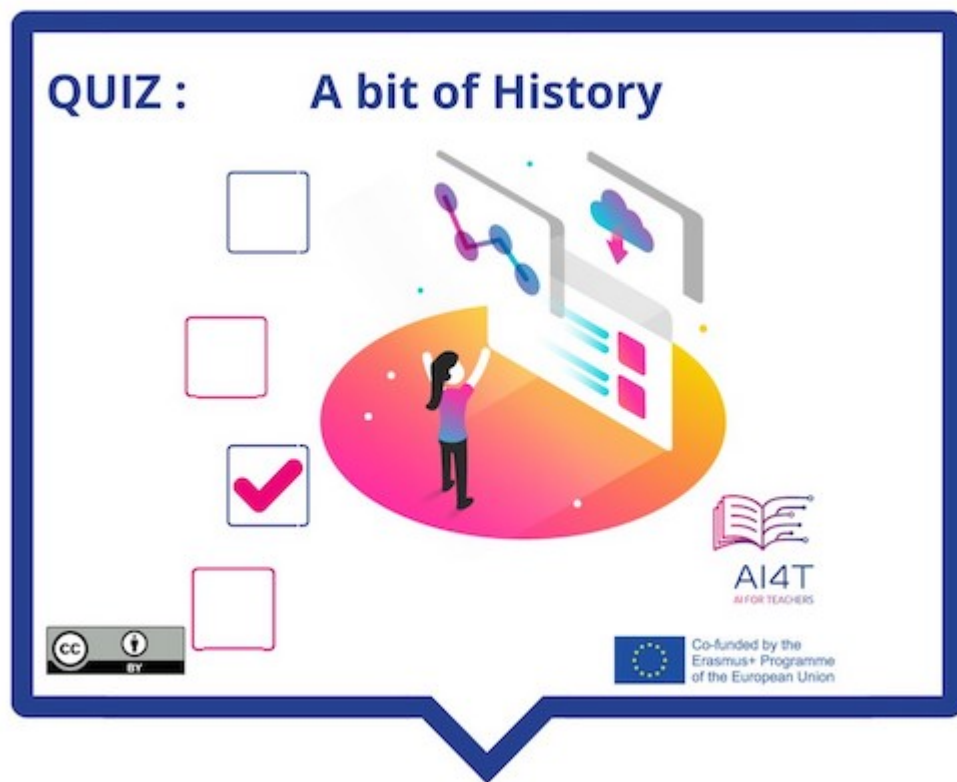 QUIZ : A bit of History
AI4T
AI FOR TEACHERS
CC BY
Co-funded by the
Erasmus+ Programme
of the European Union